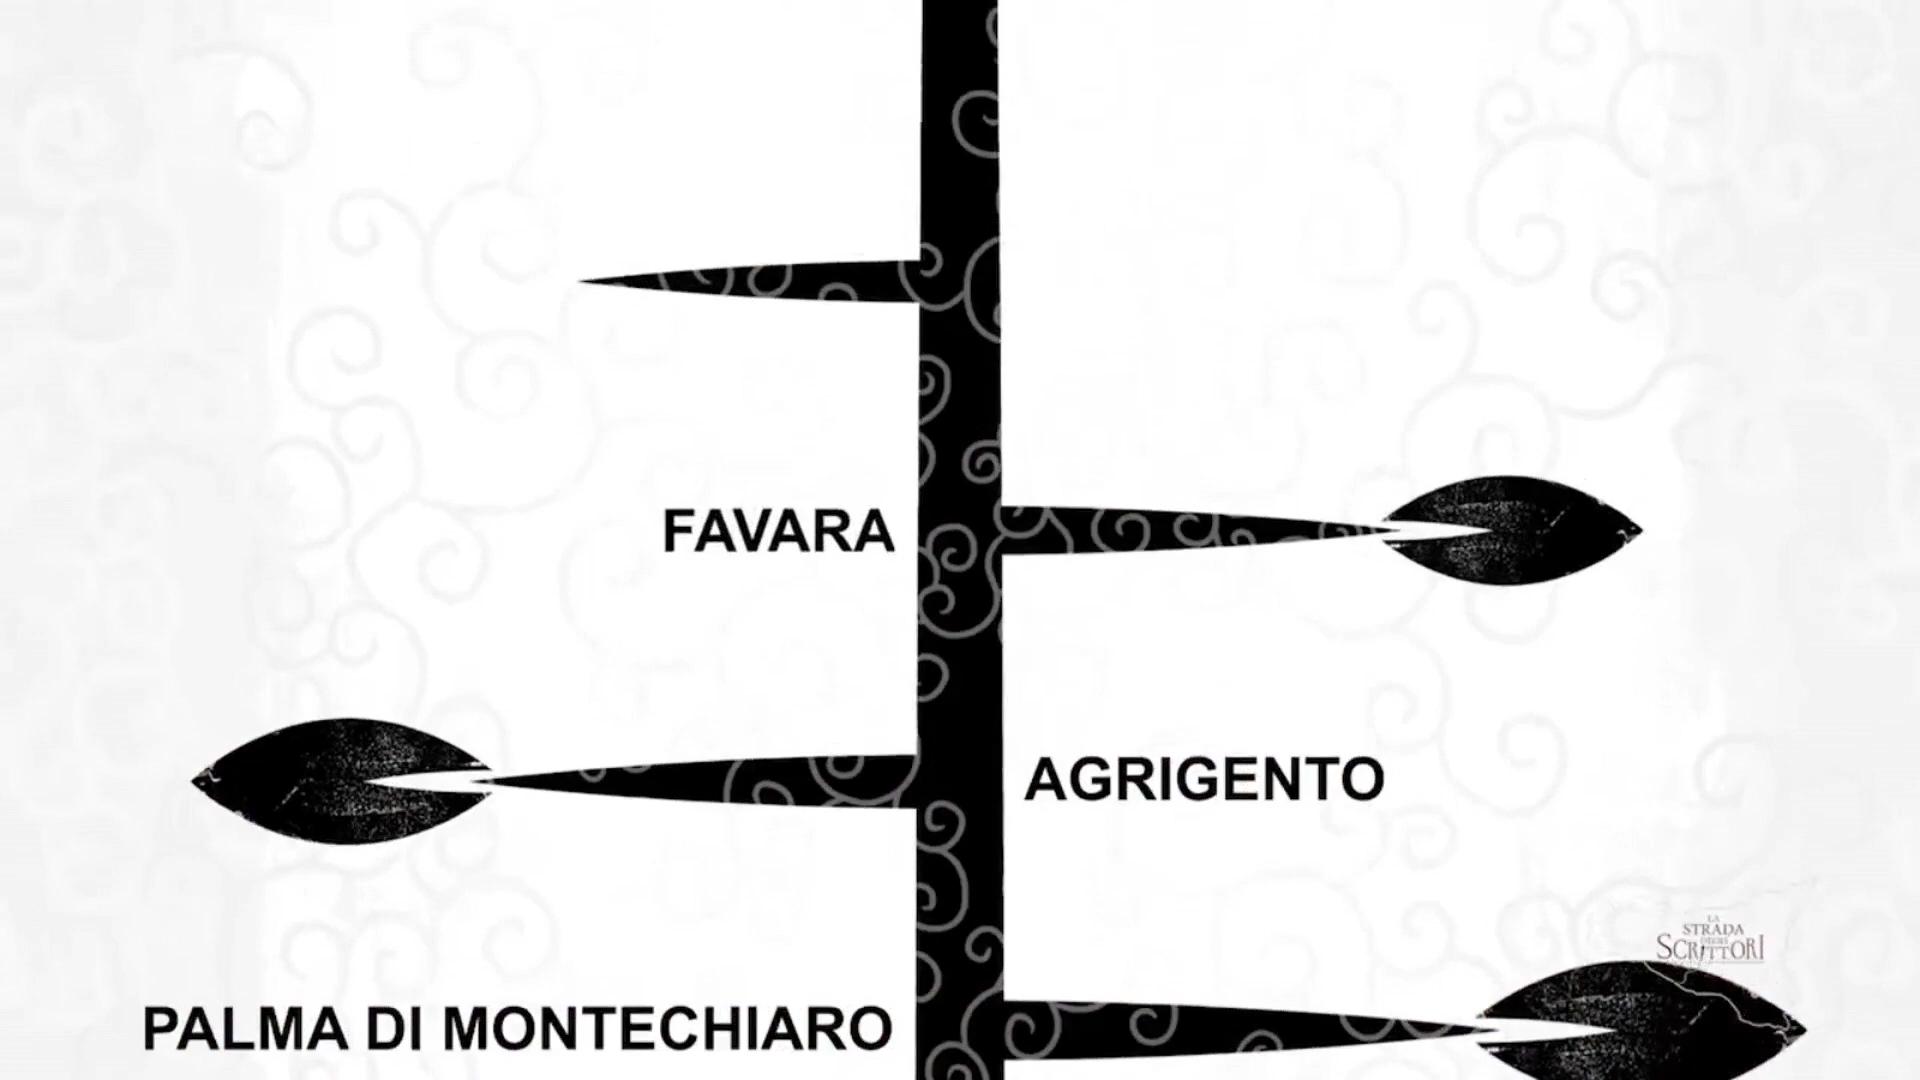 FAVARA
AGRIGENTO
LA
STRADA
DEGLI
SCRITTORI
PALMA DI MONTECHIARO